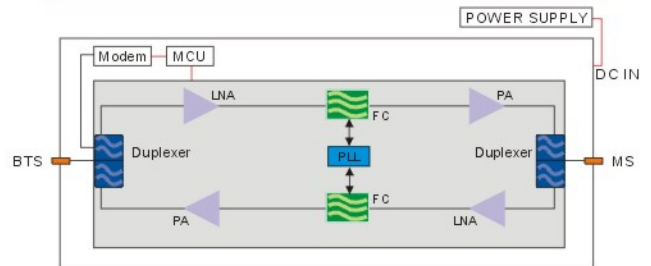 POWER SUPPLY
Modem
MCU
DC IN
LNA
PA
FC
Duplexer
PLL
Duplexer
BTS
MS
FC
PA
LNA